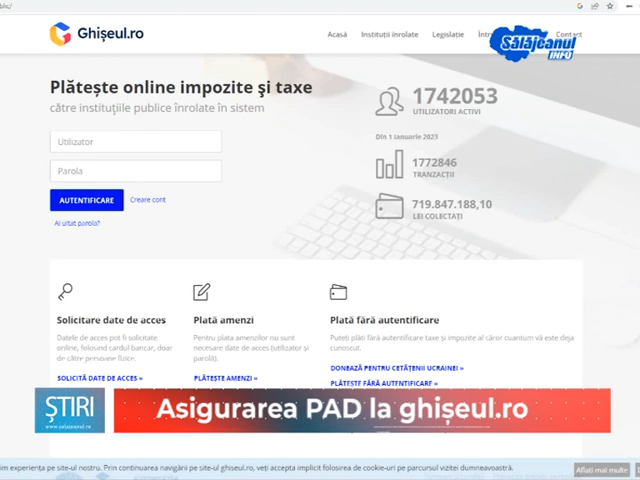 blic/
Ghișeul.ro
Acasă Instituții înrolate Legislație Contact
Sălăjeanul
INFO
Plătește online impozite și taxe
către instituțiile publice înrolate în sistem
Utilizator
Parola
AUTENTIFICARE Creare cont
Ai uitat parola?
1742053
UTILIZATORI ACTIVI
Din 1 Ianuarie 2023
1772846
TRANZACȚII
719.847.188,10
LEI COLECTAȚI
Solicitare date de acces
Datele de acces pot fi solicitate
online, folosind cardul bancar, doar
de către persoane fizice.
SOLICITĂ DATE DE ACCES »
Plată amenzi
Pentru plata amenzilor nu sunt
necesare date de acces (utilizator și
parolă).
PLĂTEȘTE AMENZI »
Plată fără autentificare
Puteți plăti fără autentificare taxe și impozite al căror cuantum vă este deja
cunoscut.
DONEAZĂ PENTRU CETĂȚENII UCRAINEI »
PLĂTEȘTE FĂRĂ AUTENTIFICARE »
ȘTIRI
www.salajeanul.ro
Asigurarea PAD la ghișeul.ro
im experiența pe site-ul nostru. Prin continuarea navigării pe site-ul ghiseul.ro, veți accepta implicit folosirea de cookie-uri pe parcursul vizitei dumneavoastră.
Aflați mai multe